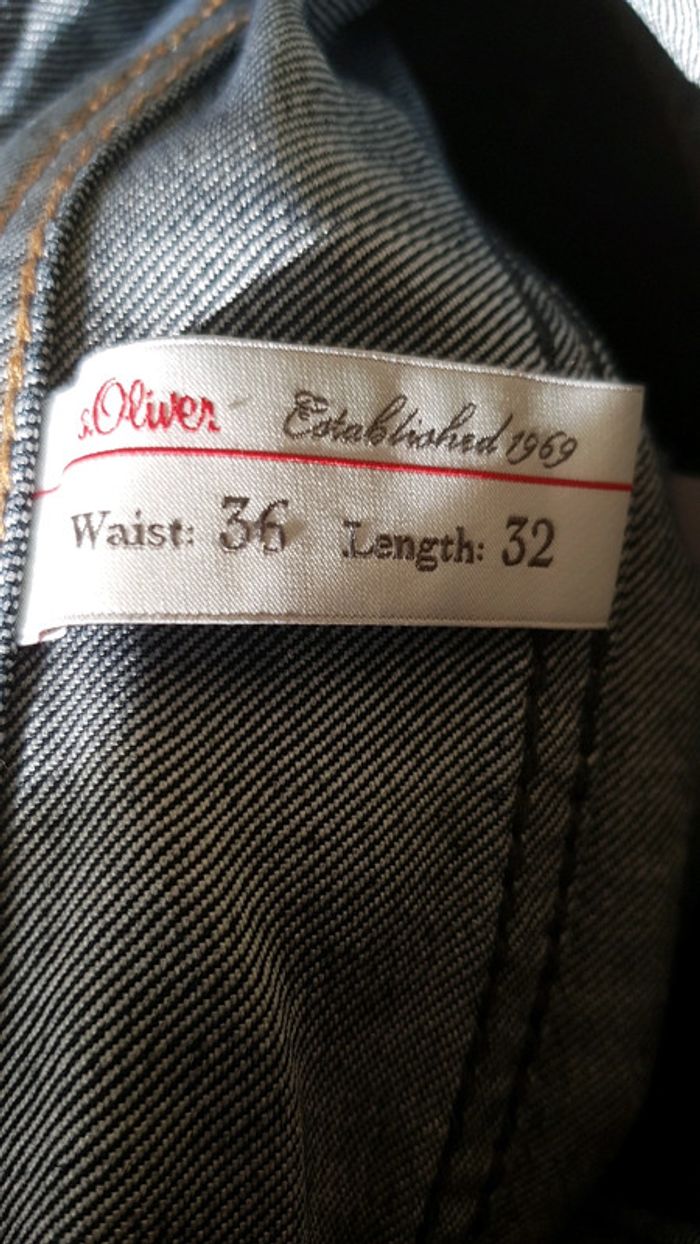 s.Oliver Established 1969
Waist: 36 Length: 32